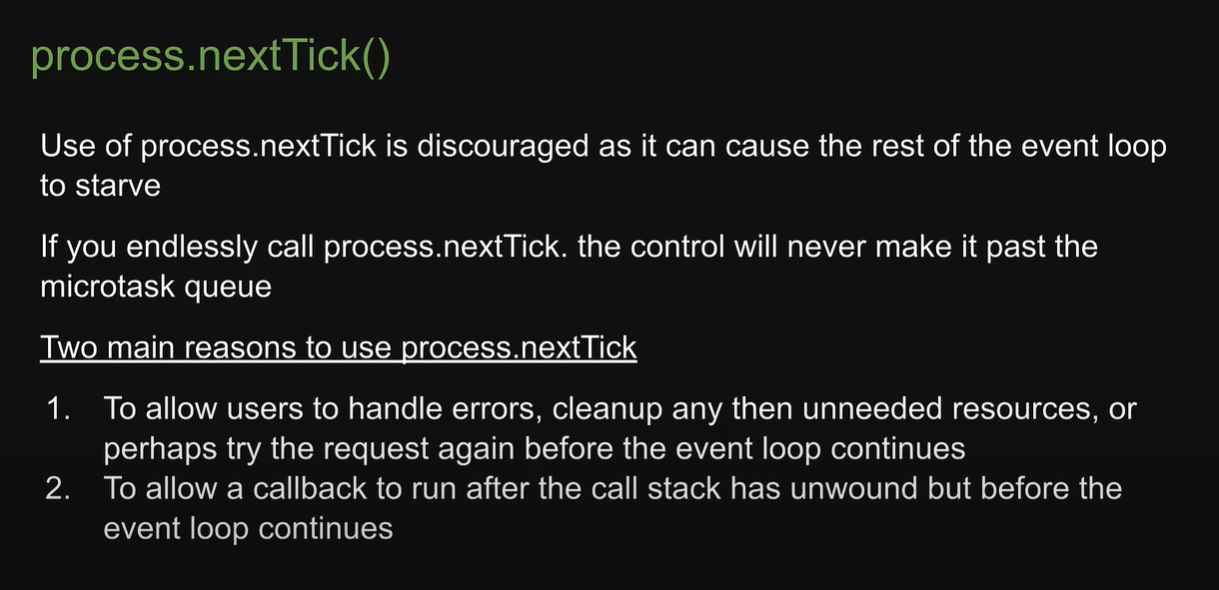 process.nextTick()
Use of process.nextTick is discouraged as it can cause the rest of the event loop
to starve
If you endlessly call process.nextTick. the control will never make it past the
microtask queue
Two main reasons to use process.nextTick
1. To allow users to handle errors, cleanup any then unneeded resources, or
perhaps try the request again before the event loop continues
2. To allow a callback to run after the call stack has unwound but before the
event loop continues